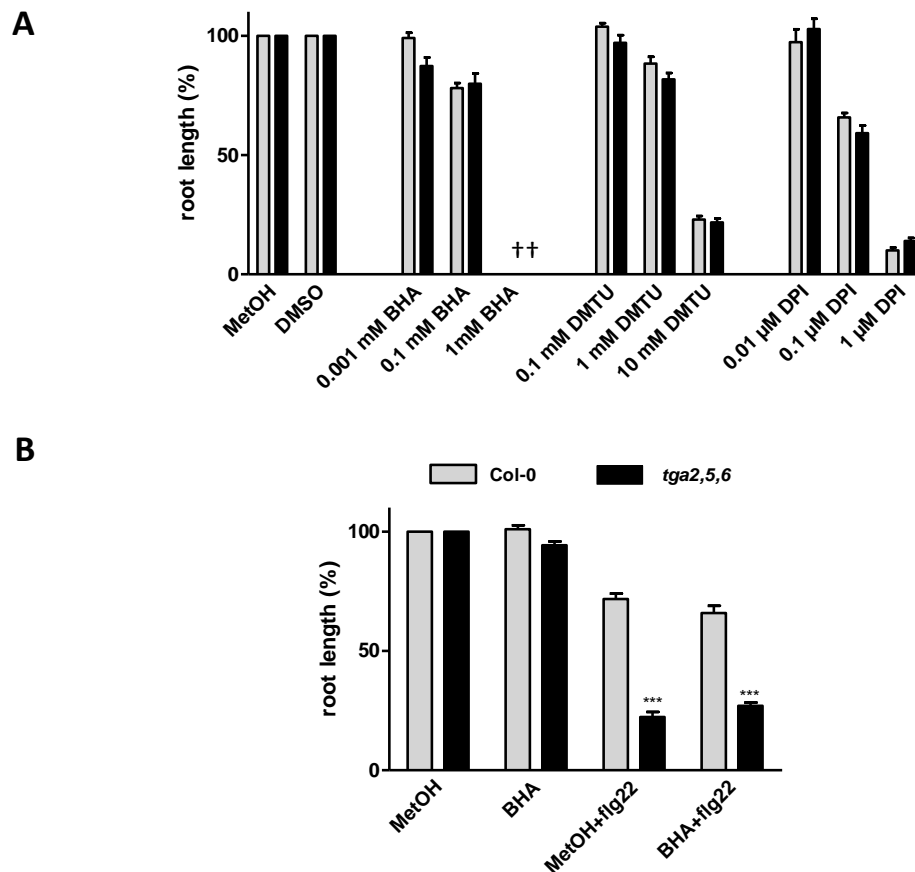 A
root length (%)
100
50
0
MetOH
DMSO
0.001 mM BHA
0.1 mM BHA
1mM BHA
††
0.1 mM DMTU
1 mM DMTU
10 mM DMTU
0.01 µM DPI
0.1 µM DPI
1 µM DPI
B
Col-0
tga2,5,6
root length (%)
100
50
0
***
***
MetOH
BHA
MetOH+flg22
BHA+flg22